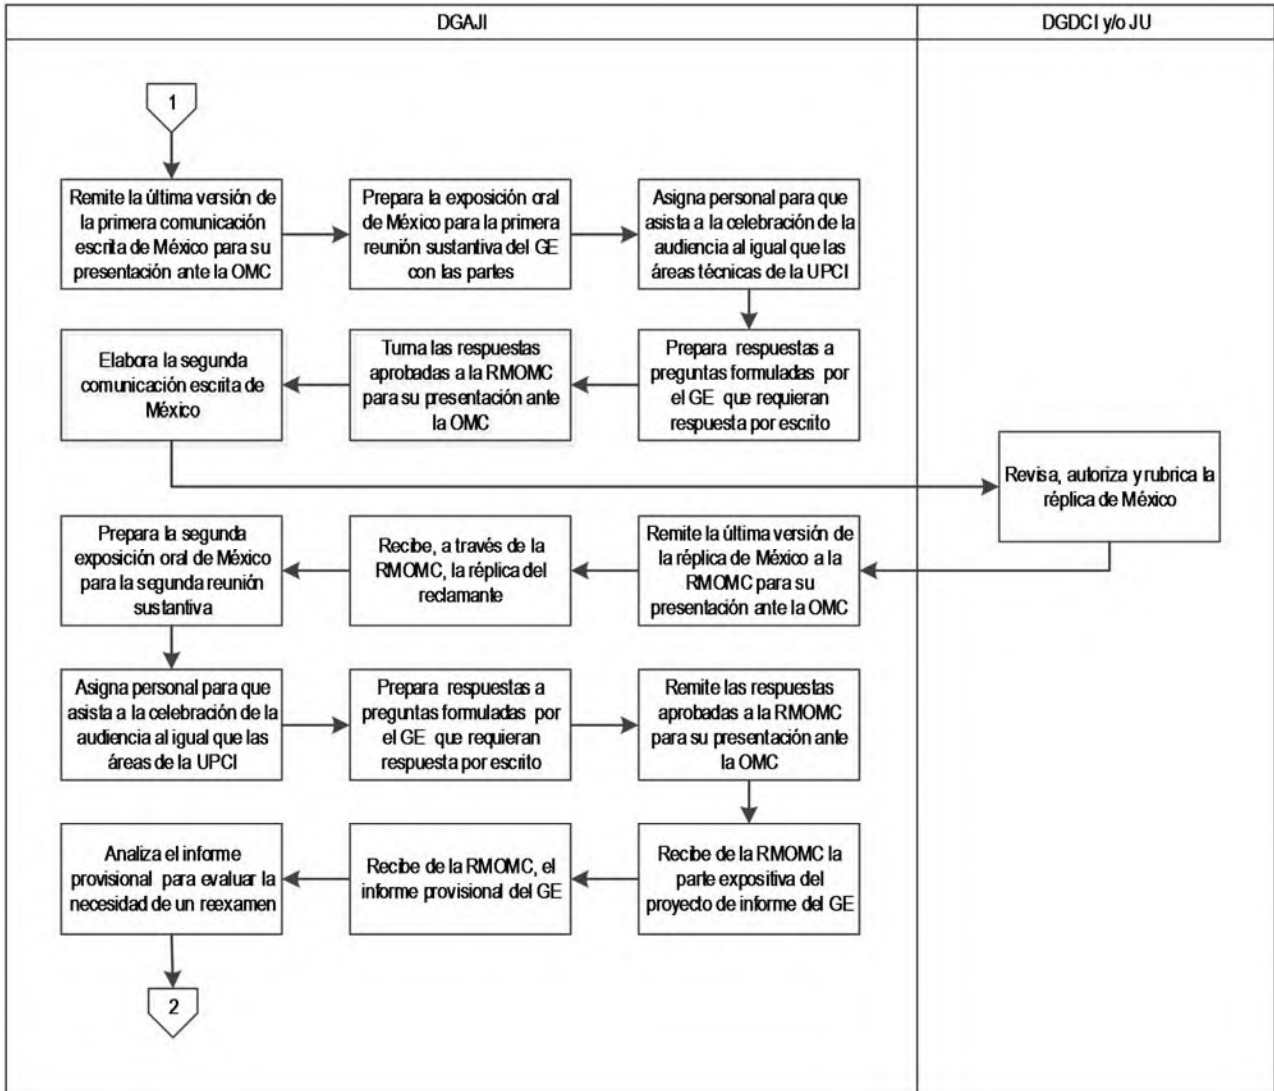 DGAJI
DGDCI y/o JU
1
Remite la última versión de
la primera comunicación
escrita de México para su
presentación ante la OMC
Prepara la exposición oral
de México para la primera
reunión sustantiva del GE
con las partes
Asigna personal para que
asista a la celebración de la
audiencia al igual que las
áreas técnicas de la UPCI
Prepara respuestas a
preguntas formuladas por
el GE que requieran
respuesta por escrito
Turna las respuestas
aprobadas a la RMOMC
para su presentación ante
la OMC
Elabora la segunda
comunicación escrita de
México
Revisa, autoriza y rubrica la
réplica de México
Remite la última versión de
la réplica de México a la
RMOMC para su
presentación ante la OMC
Recibe, a través de la
RMOMC, la réplica del
reclamante
Prepara la segunda
exposición oral de México
para la segunda reunión
sustantiva
Asigna personal para que
asista a la celebración de la
audiencia al igual que las
áreas de la UPCI
Prepara respuestas a
preguntas formuladas por
el GE que requieran
respuesta por escrito
Remite las respuestas
aprobadas a la RMOMC
para su presentación ante
la OMC
Recibe de la RMOMC la
parte expositiva del
proyecto de informe del GE
Recibe de la RMOMC, el
informe provisional del GE
Analiza el informe
provisional para evaluar la
necesidad de un reexamen
2